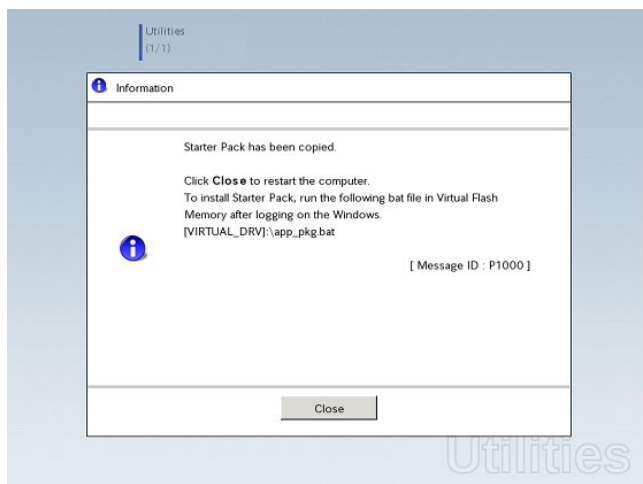 Utilities
(1/1)
Information
Starter Pack has been copied.
Click Close to restart the computer.
To install Starter Pack, run the following bat file in Virtual Flash
Memory after logging on the Windows.
[VIRTUAL_DRV]:\app_pkg.bat
[ Message ID : P1000 ]
Close
Utilities